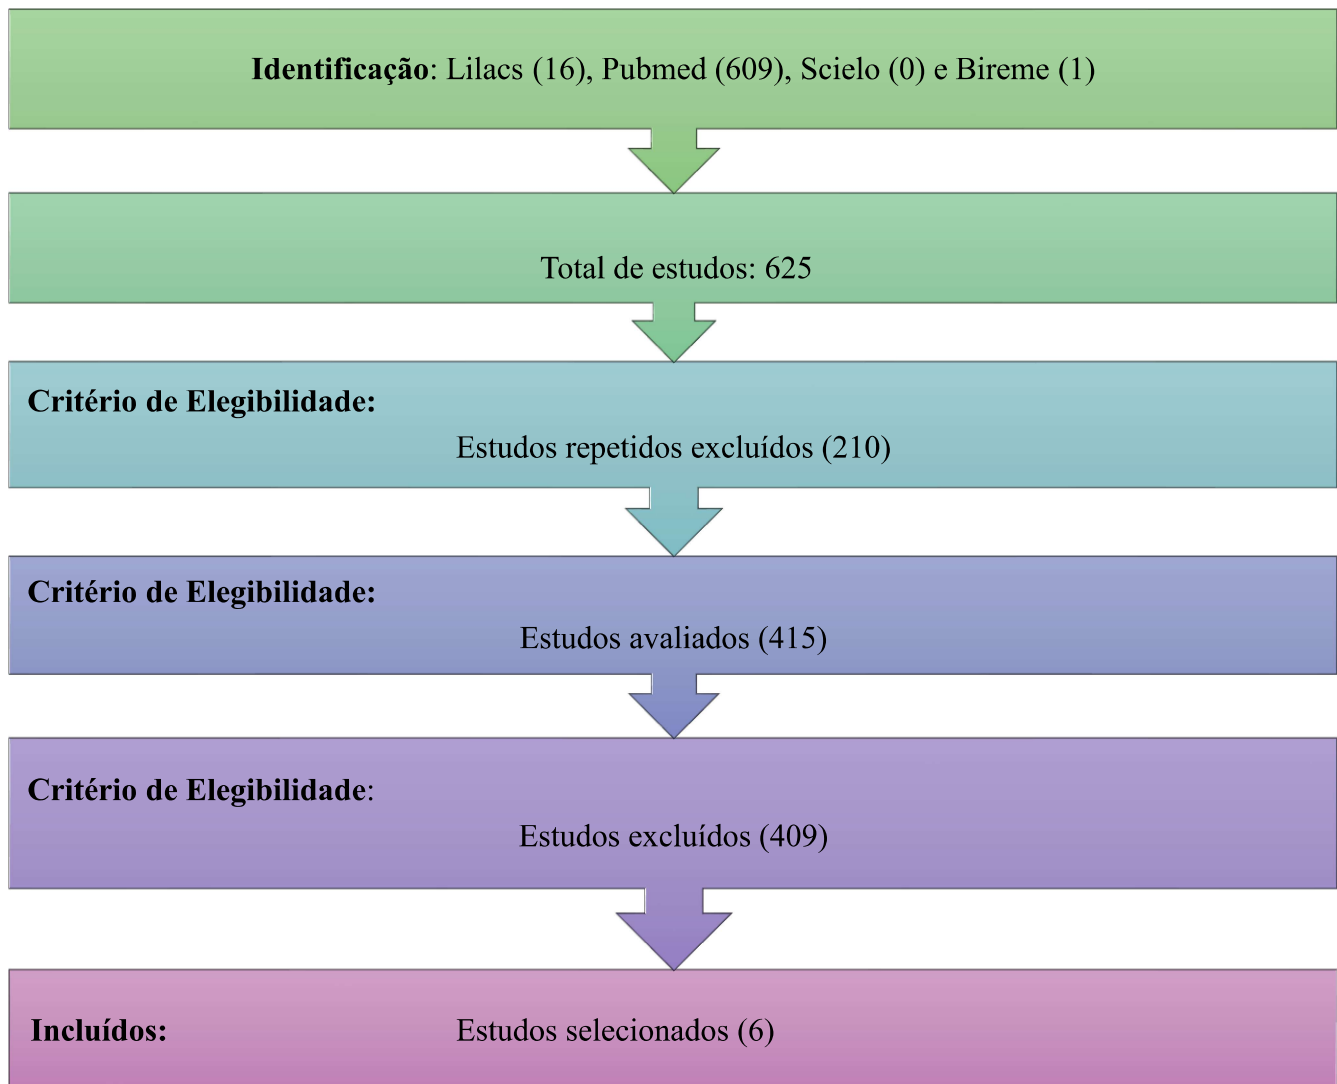 Identificação: Lilacs (16), Pubmed (609), Scielo (0) e Bireme (1)
Total de estudos: 625
Critério de Elegibilidade:
Estudos repetidos excluídos (210)
Critério de Elegibilidade:
Estudos avaliados (415)
Critério de Elegibilidade:
Estudos excluídos (409)
Incluídos: Estudos selecionados (6)